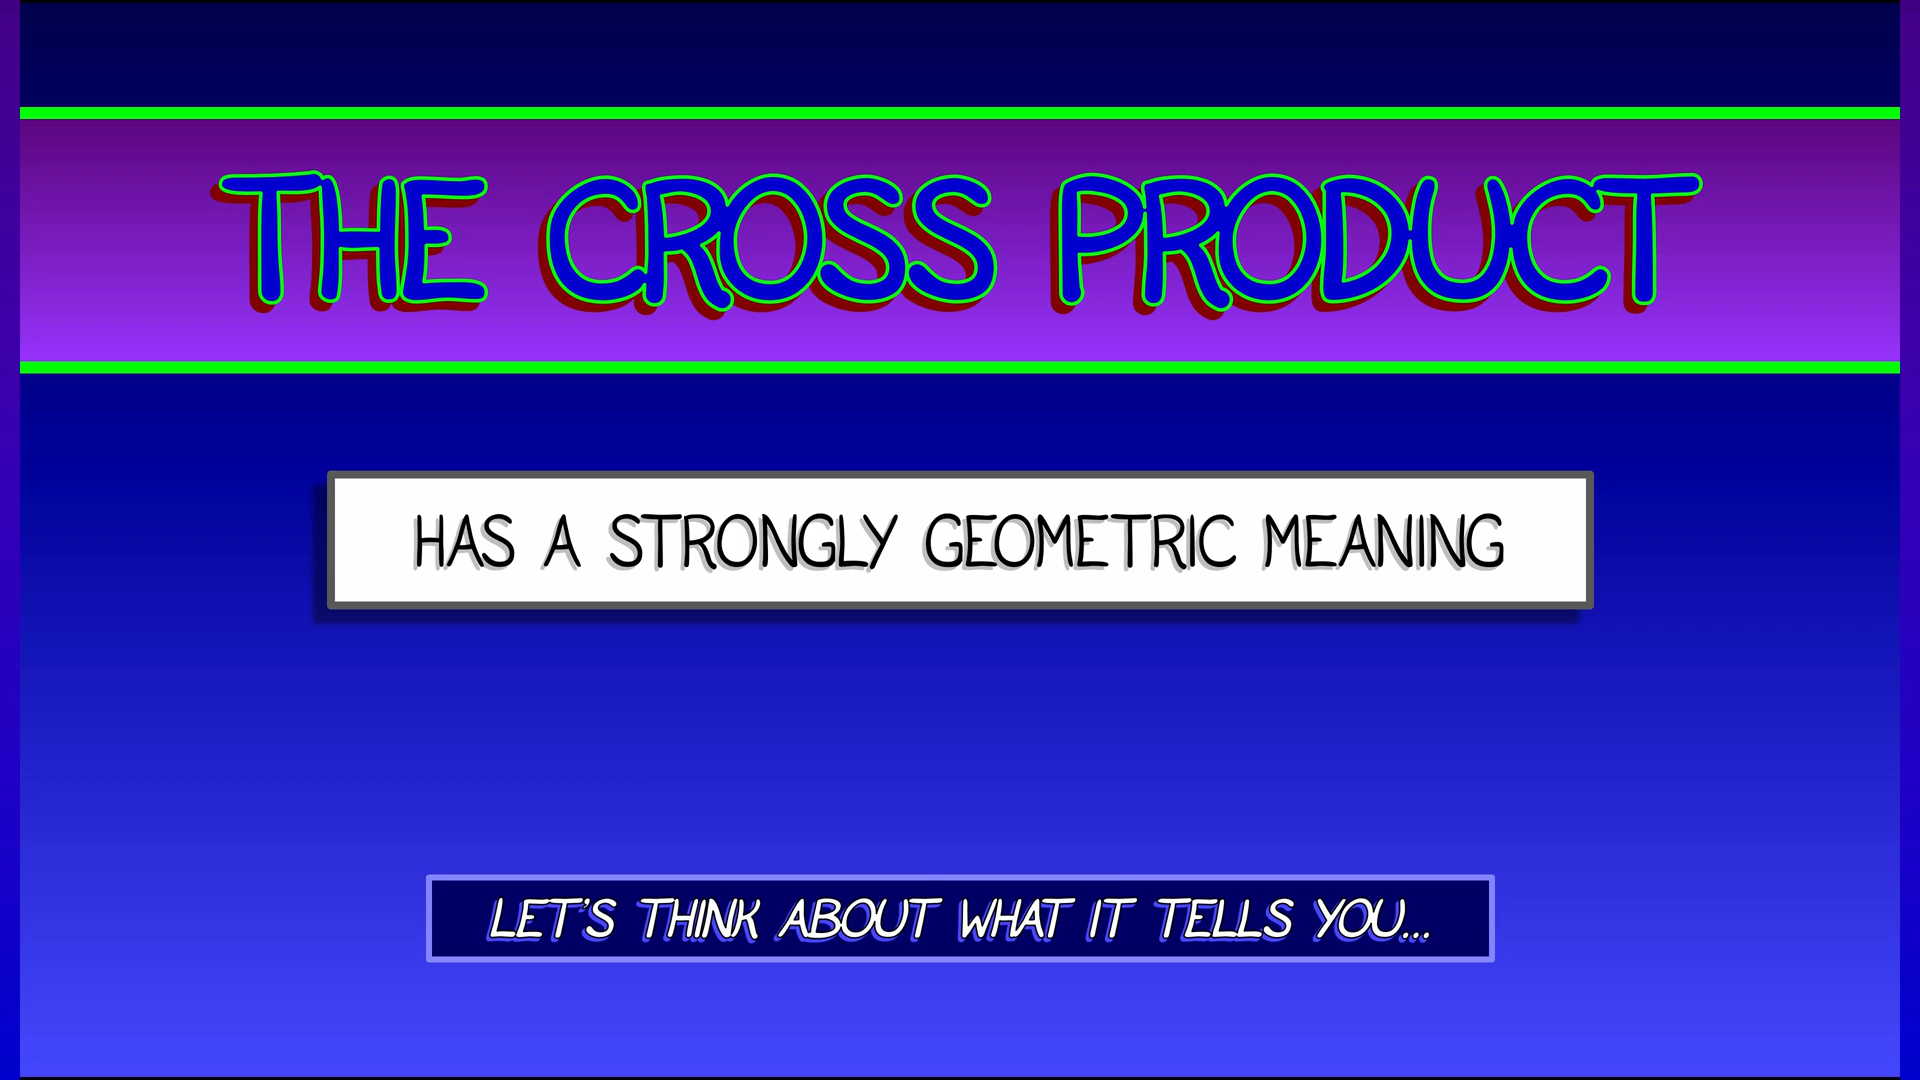 THE CROSS PRODUCT
HAS A STRONGLY GEOMETRIC MEANING
LET'S THINK ABOUT WHAT IT TELLS YOU...